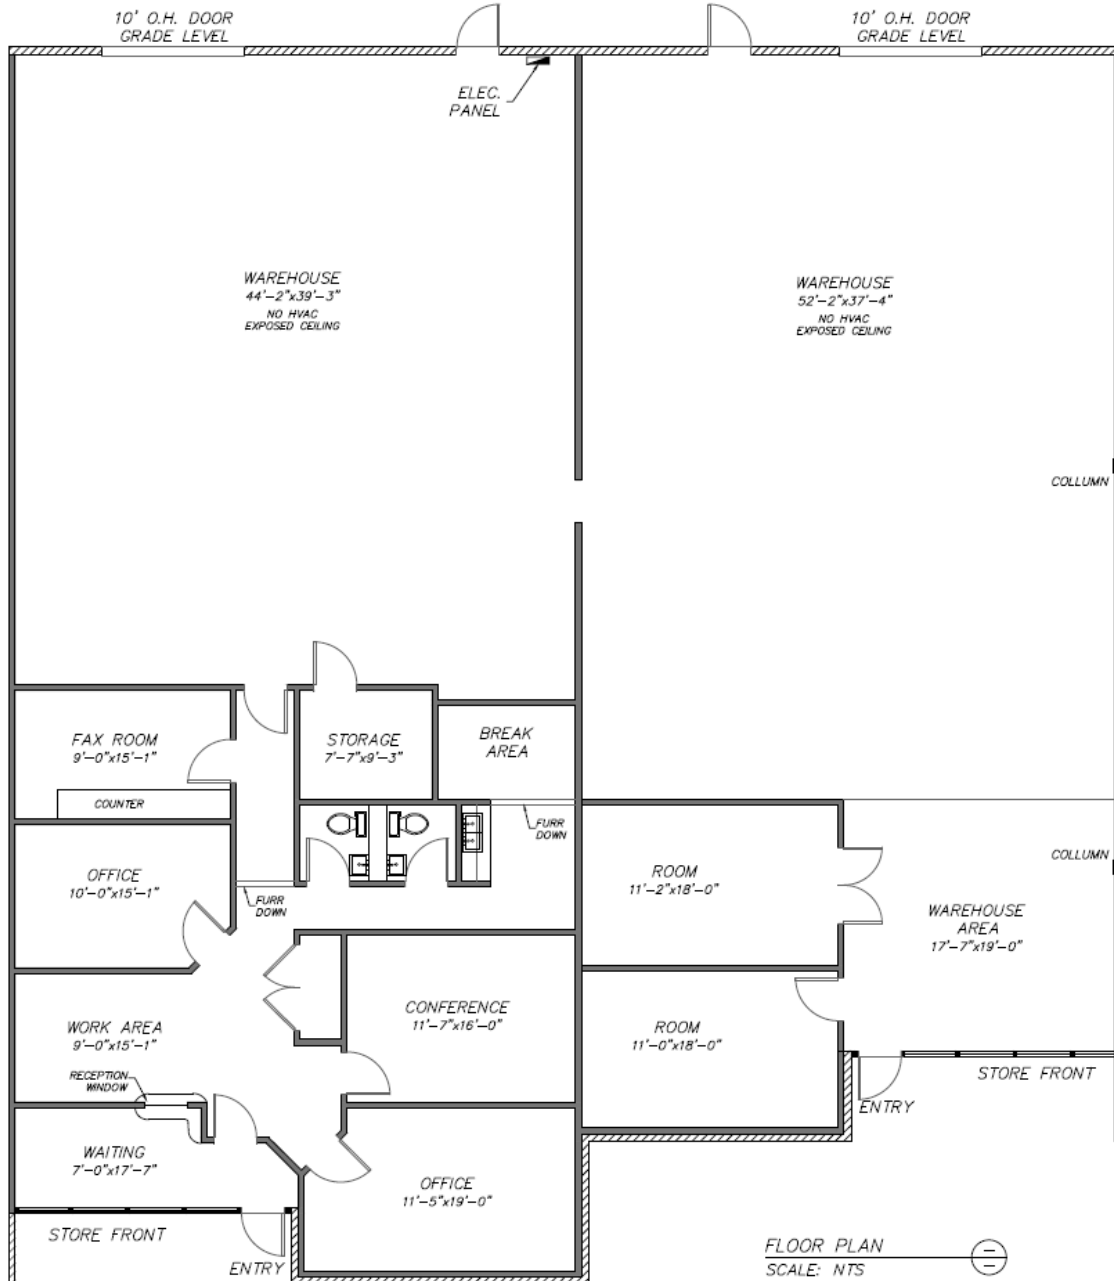 10' O.H. DOOR
GRADE LEVEL
10' O.H. DOOR
GRADE LEVEL
ELEC.
PANEL
WAREHOUSE
44'-2"x39'-3"
NO HVAC
EXPOSED CEILING
WAREHOUSE
52'-2"x37'-4"
NO HVAC
EXPOSED CEILING
COLLUMN
FAX ROOM
9'-0"x15'-1"
COUNTER
STORAGE
7'-7"x9'-3"
BREAK
AREA
FURR
DOWN
OFFICE
10'-0"x15'-1"
FURR
DOWN
ROOM
11'-2"x18'-0"
COLLUMN
WAREHOUSE
AREA
17'-7"x19'-0"
WORK AREA
9'-0"x15'-1"
CONFERENCE
11'-7"x16'-0"
ROOM
11'-0"x18'-0"
RECEPTION
WINDOW
STORE FRONT
ENTRY
WAITING
7'-0"x17'-7"
OFFICE
11'-5"x19'-0"
STORE FRONT
ENTRY
FLOOR PLAN
SCALE: NTS